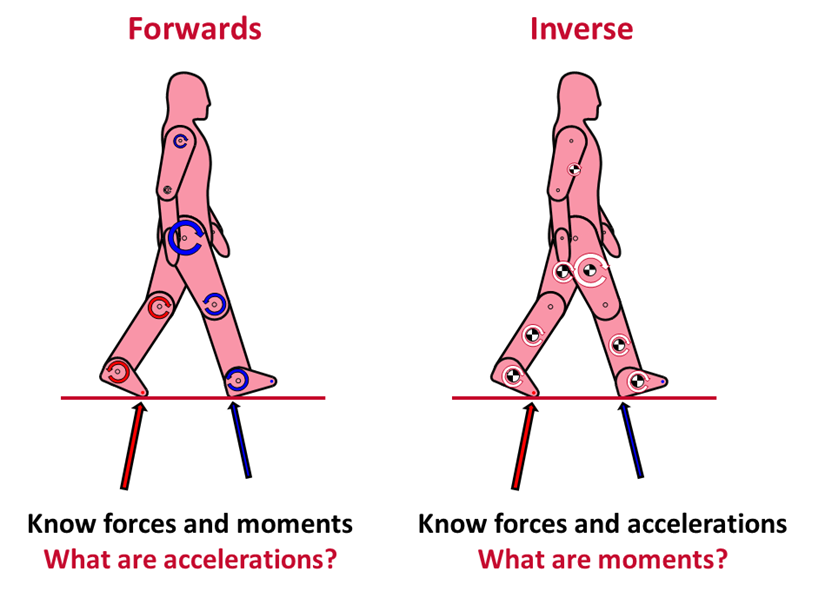 Forwards
Inverse
Know forces and moments
What are accelerations?
Know forces and accelerations
What are moments?